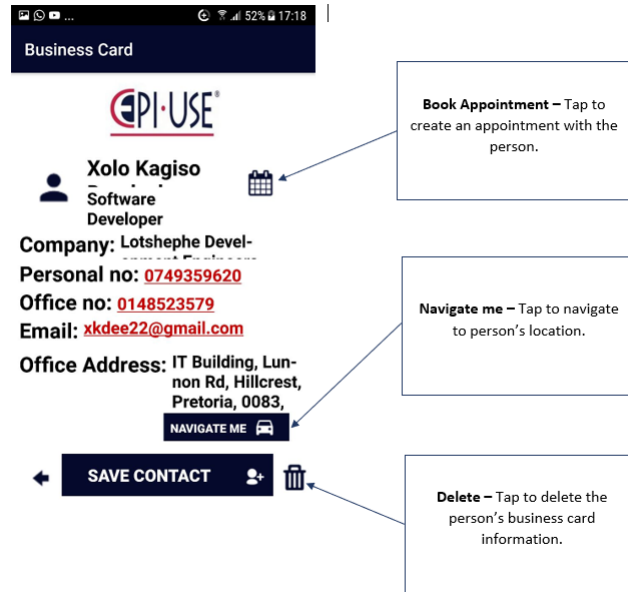 ... 52% 17:18
Business Card
EPI·USE®
Xolo Kagiso
Software
Developer
Company: Lotshephe Devel-
Personal no: 0749359620
Office no: 0148523579
Email: xkdee22@gmail.com
Office Address: IT Building, Lun-
non Rd, Hillcrest,
Pretoria, 0083,
NAVIGATE ME
SAVE CONTACT
Book Appointment – Tap to
create an appointment with the
person.
Navigate me – Tap to navigate
to person's location.
Delete – Tap to delete the
person's business card
information.